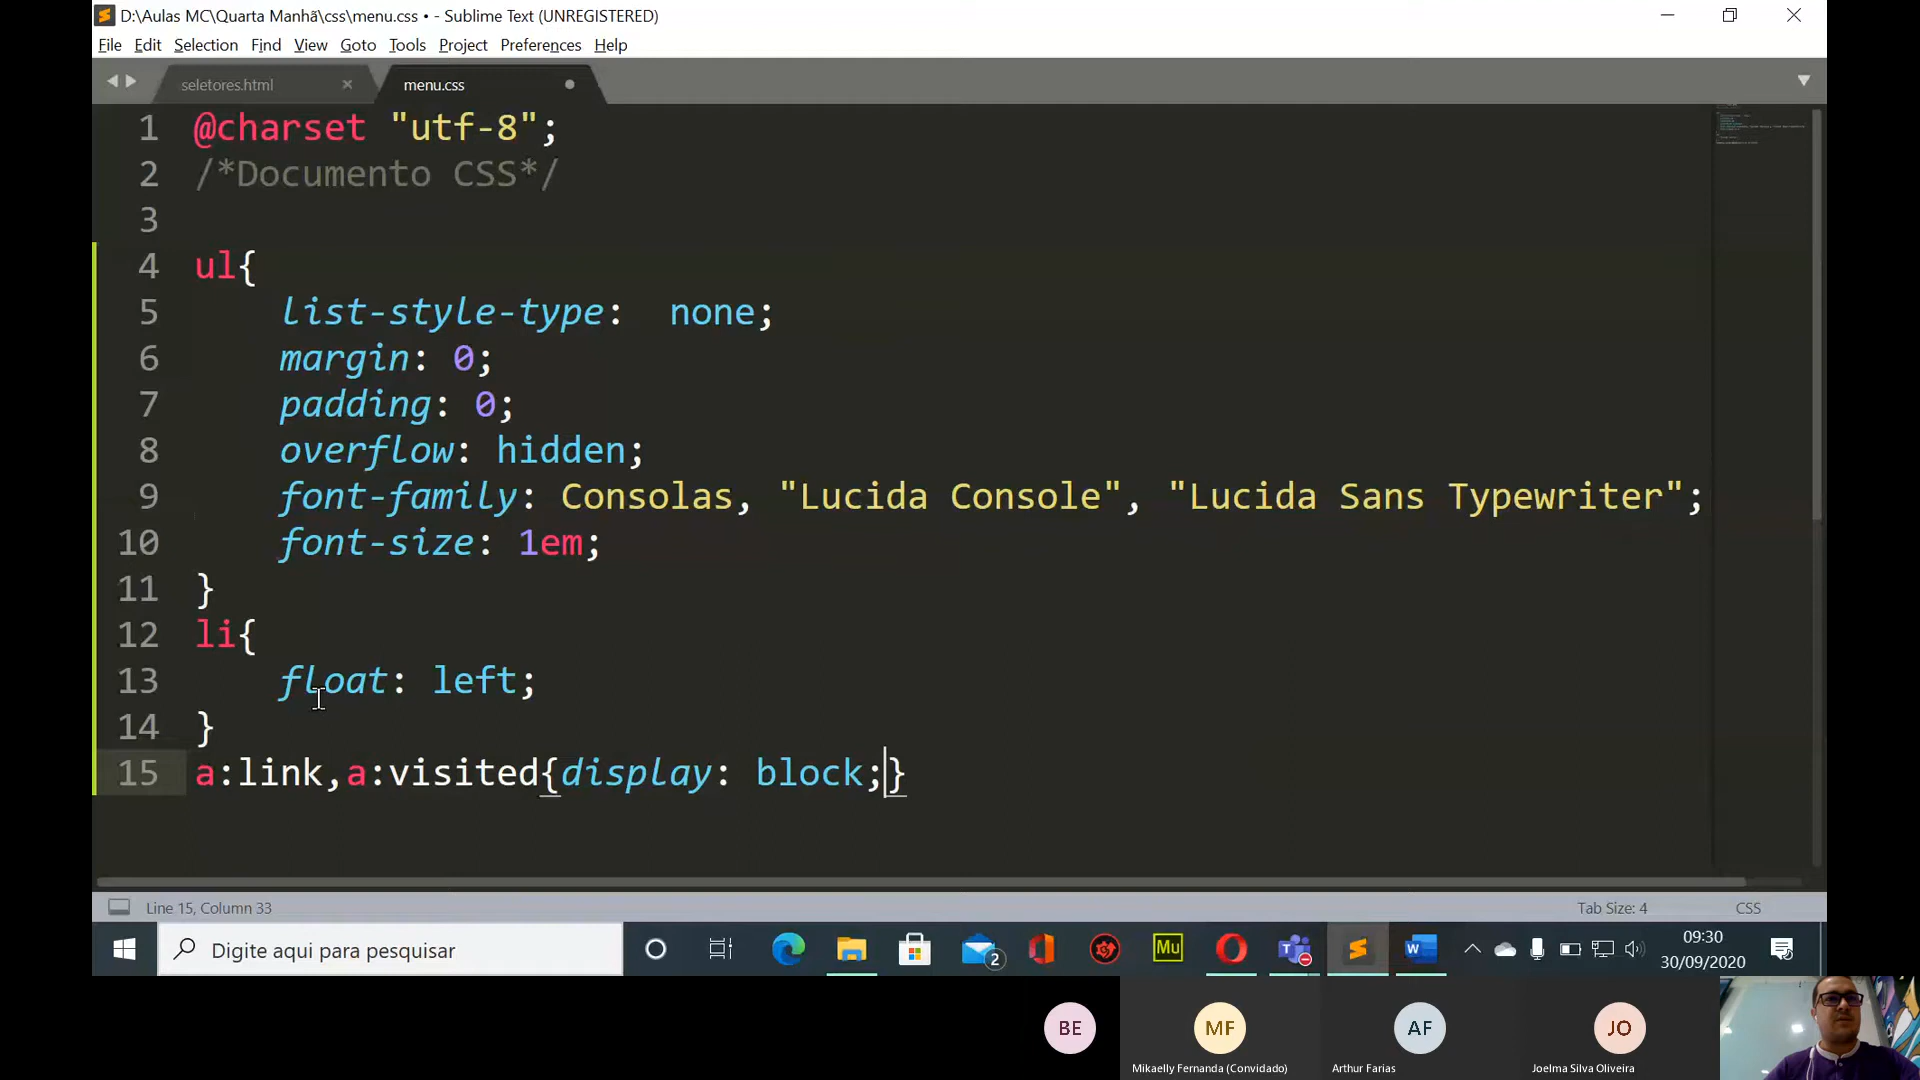 D:\Aulas MC\Quarta Manhã\css\menu.css • - Sublime Text (UNREGISTERED)
File Edit Selection Find View Goto Tools Project Preferences Help
seletores.html menu.css
1 @charset "utf-8";
2 /*Documento CSS*/
3
4 ul{
5 list-style-type:  none;
6 margin: 0;
7 padding: 0;
8 overflow: hidden;
9 font-family: Consolas, "Lucida Console", "Lucida Sans Typewriter";
10 font-size: 1em;
11 }
12 li{
13 float: left;
14 }
15 a:link,a:visited{display: block;}
Line 15, Column 33 Tab Size: 4 CSS
Digite aqui para pesquisar 2 Mu W 09:30
30/09/2020
BE MF AF JO
Mikaelly Fernanda (Convidado) Arthur Farias Joelma Silva Oliveira